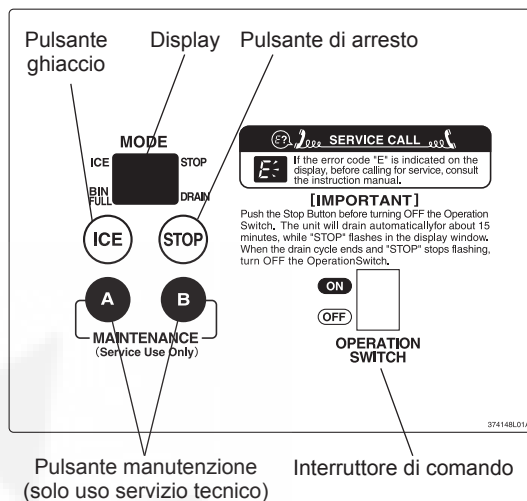 Pulsante
ghiaccio
Display
Pulsante di arresto
MODE
ICE
STOP
BIN
FULL
DRAIN
ICE
STOP
A
B
MAINTENANCE
(Service Use Only)
E?
SERVICE CALL
E
If the error code "E" is indicated on the
display, before calling for service, consult
the instruction manual.
[IMPORTANT]
Push the Stop Button before turning OFF the Operation
Switch. The unit will drain automaticallyfor about 15
minutes, while "STOP" flashes in the display window.
When the drain cycle ends and "STOP" stops flashing,
turn OFF the OperationSwitch.
ON
OFF
OPERATION
SWITCH
374148L01A
Pulsante manutenzione
(solo uso servizio tecnico)
Interruttore di comando